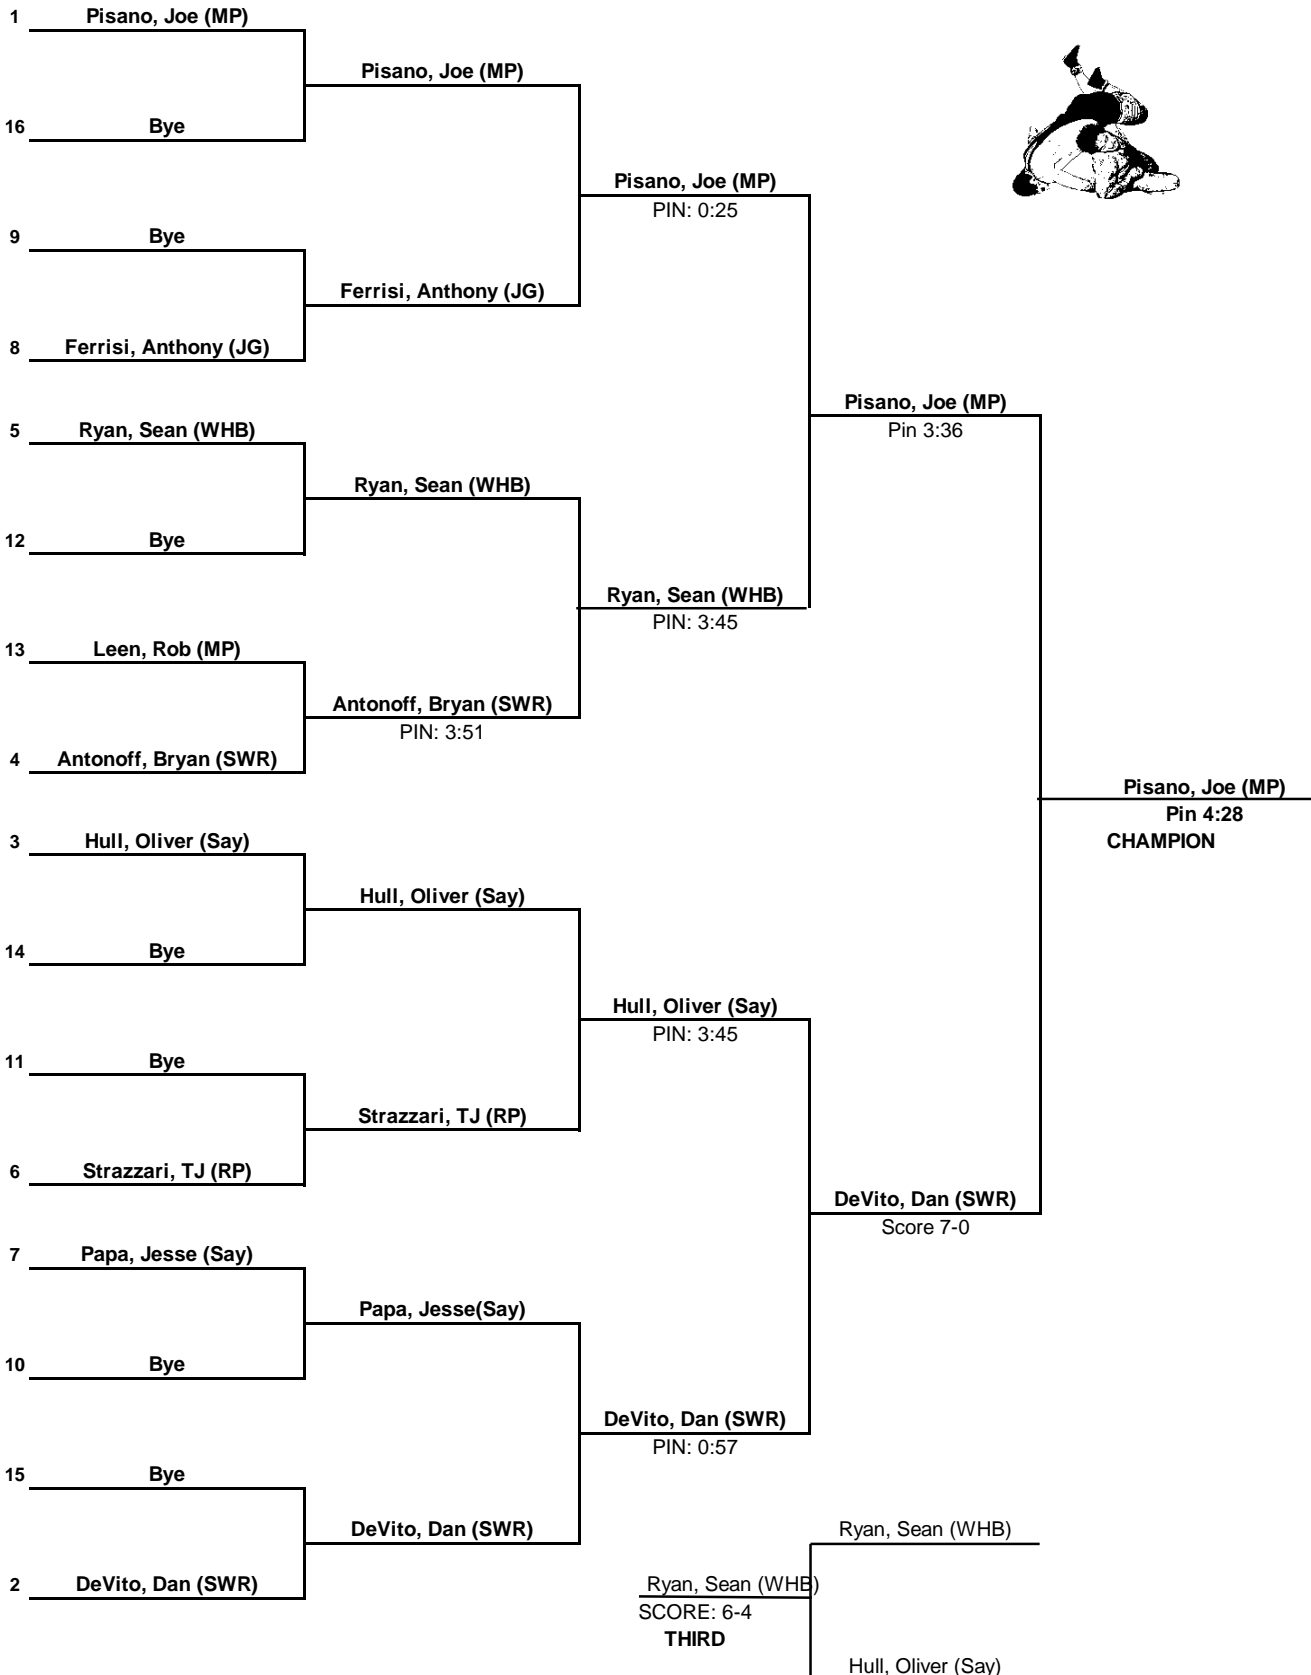 1 Pisano, Joe (MP)
Pisano, Joe (MP)
16 Bye
Pisano, Joe (MP)
PIN: 0:25
9 Bye
Ferrisi, Anthony (JG)
8 Ferrisi, Anthony (JG)
Pisano, Joe (MP)
Pin 3:36
5 Ryan, Sean (WHB)
Ryan, Sean (WHB)
12 Bye
Ryan, Sean (WHB)
PIN: 3:45
13 Leen, Rob (MP)
Antonoff, Bryan (SWR)
PIN: 3:51
4 Antonoff, Bryan (SWR)
Pisano, Joe (MP)
Pin 4:28
CHAMPION
3 Hull, Oliver (Say)
Hull, Oliver (Say)
14 Bye
Hull, Oliver (Say)
PIN: 3:45
11 Bye
Strazzari, TJ (RP)
6 Strazzari, TJ (RP)
DeVito, Dan (SWR)
Score 7-0
7 Papa, Jesse (Say)
Papa, Jesse(Say)
10 Bye
DeVito, Dan (SWR)
PIN: 0:57
15 Bye
DeVito, Dan (SWR)
Ryan, Sean (WHB)
2 DeVito, Dan (SWR)
Ryan, Sean (WHB)
SCORE: 6-4
THIRD
Hull, Oliver (Say)